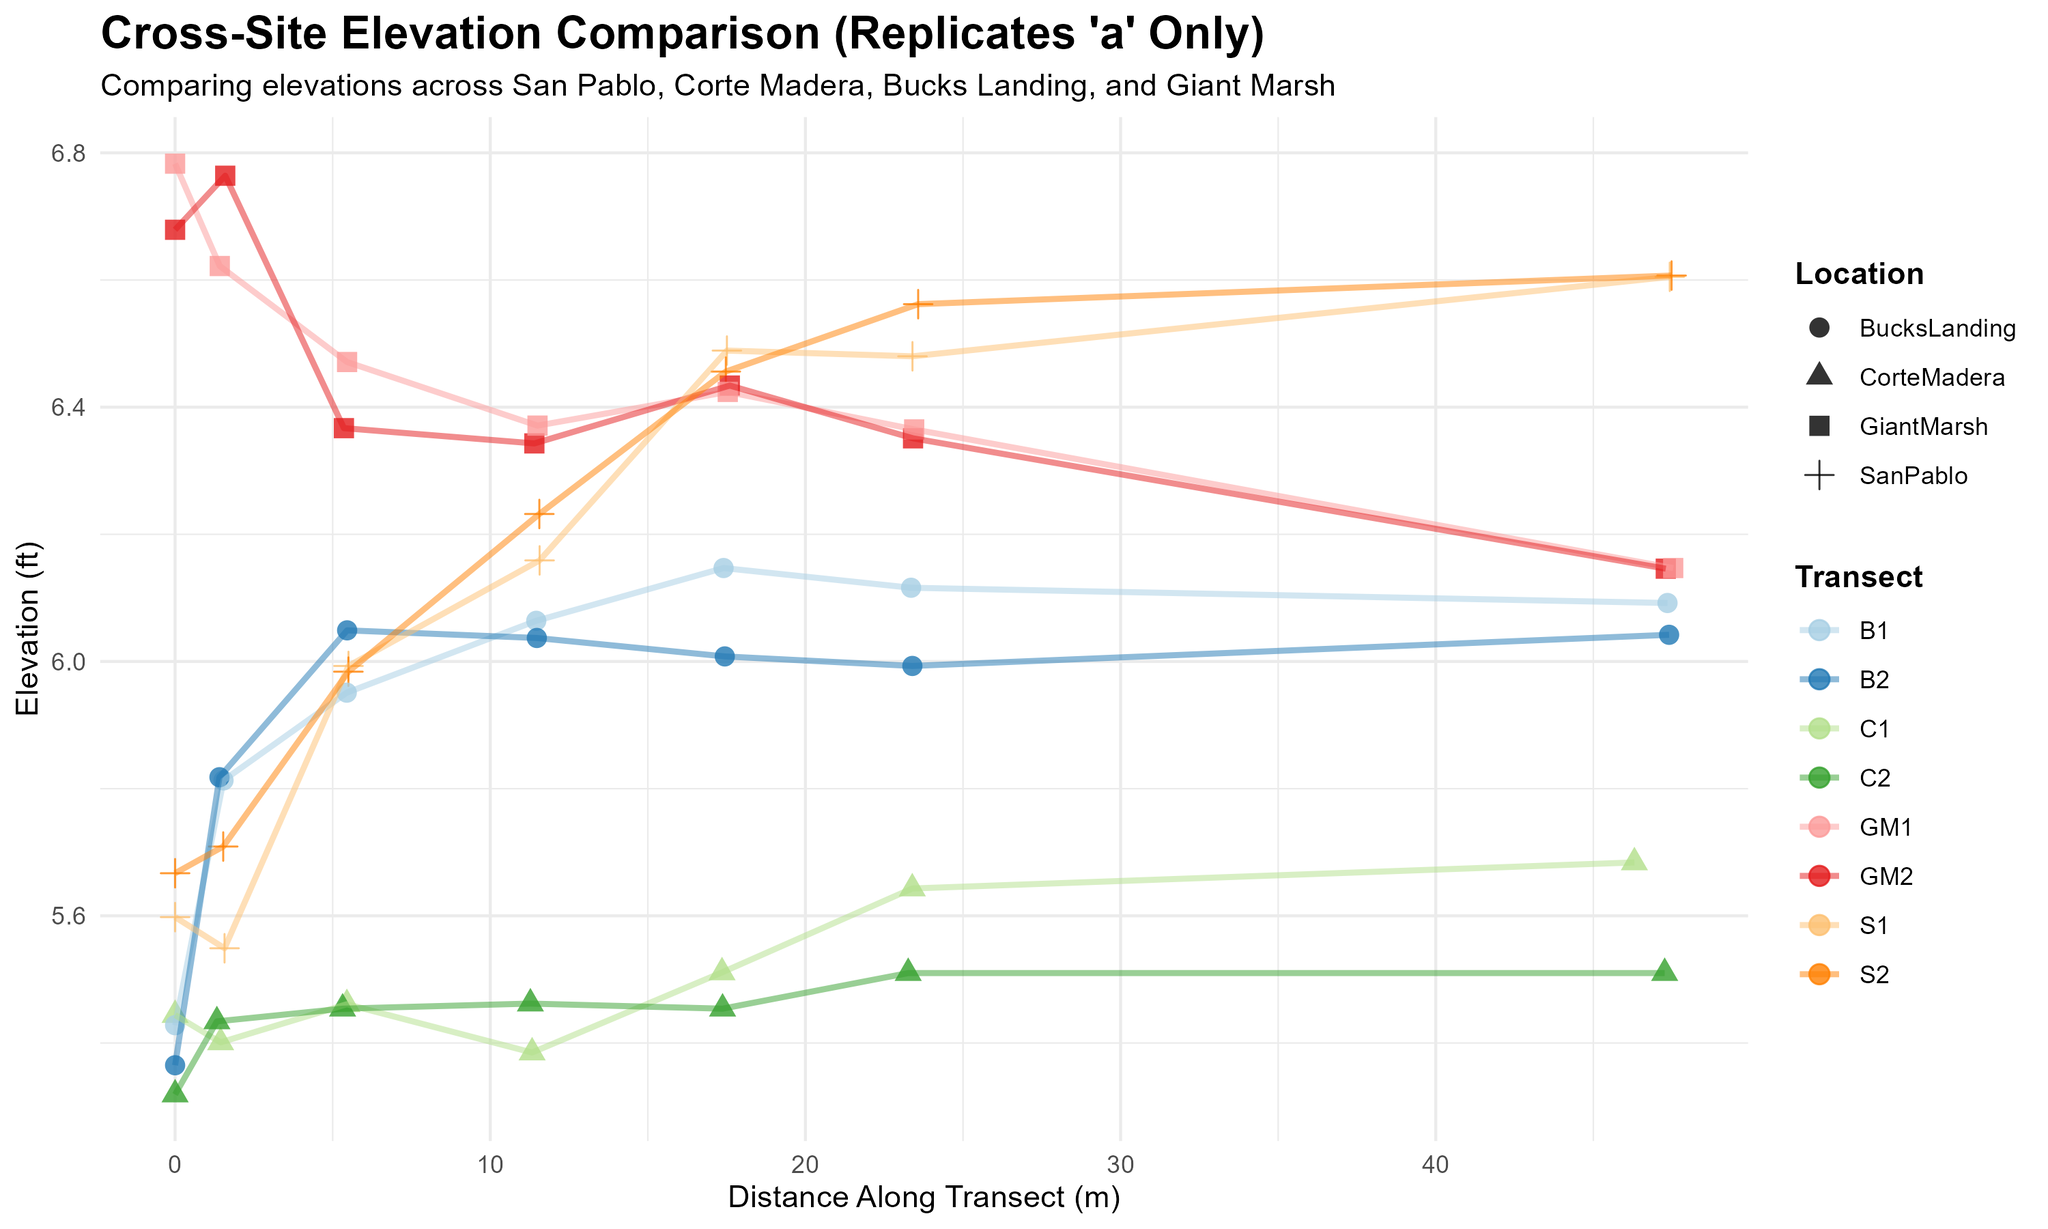 Cross-Site Elevation Comparison (Replicates 'a' Only)
Comparing elevations across San Pablo, Corte Madera, Bucks Landing, and Giant Marsh
Elevation (ft)
6.8
6.4
6.0
5.6
0
10
20
30
40
Distance Along Transect (m)
Location
BucksLanding
CorteMadera
GiantMarsh
SanPablo
Transect
B1
B2
C1
C2
GM1
GM2
S1
S2